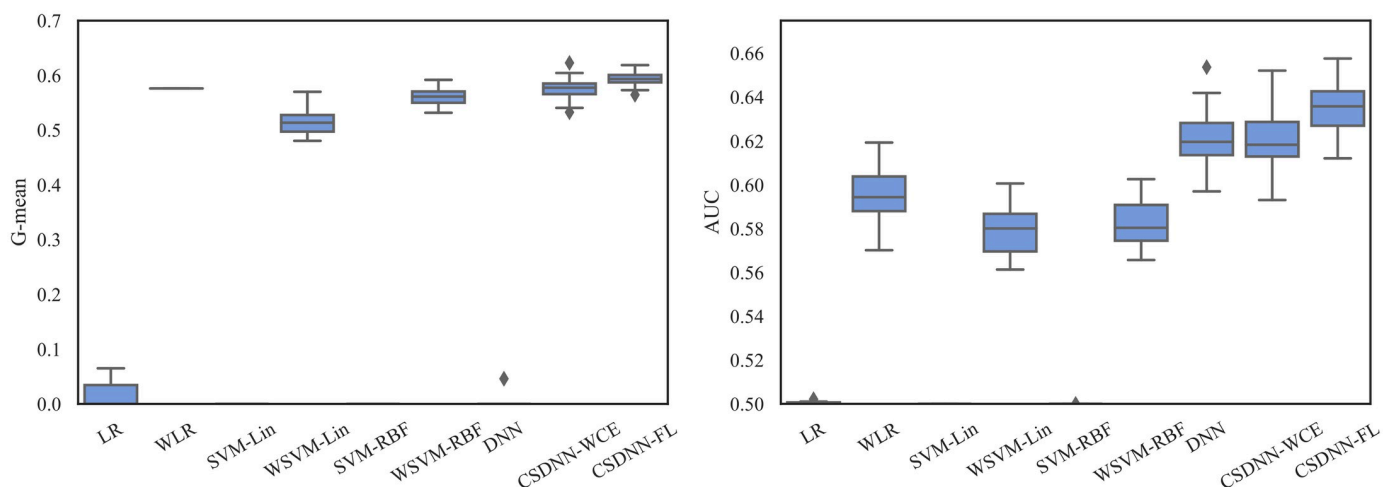 0.7
0.6
0.5
0.4
0.3
0.2
0.1
0.0
G-mean
LR
WLR
SVM-Lin
WSVM-Lin
SVM-RBF
WSVM-RBF
DNN
CSDNN-WCE
CSDNN-FL
0.66
0.64
0.62
0.60
0.58
0.56
0.54
0.52
0.50
AUC
LR
WLR
SVM-Lin
WSVM-Lin
SVM-RBF
WSVM-RBF
DNN
CSDNN-WCE
CSDNN-FL